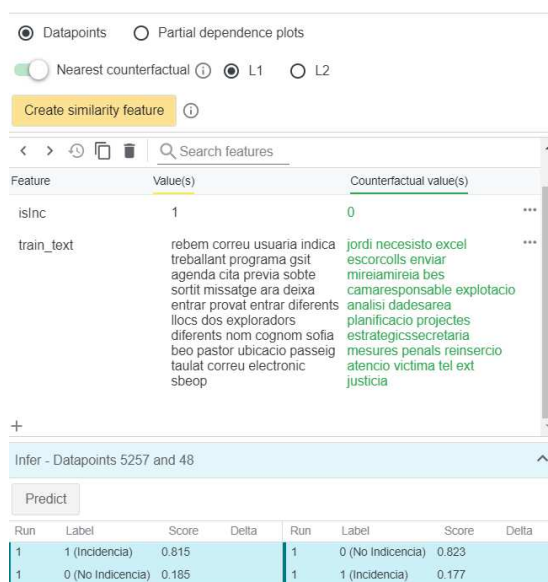 Datapoints Partial dependence plots
Nearest counterfactual L1 L2
Create similarity feature
Search features
Feature Value(s) Counterfactual value(s)
isInc 1 0
train_text rebem correu usuaria indica jordi necesisto excel
treballant programa gsit escorcolls enviar
agenda cita previa sobte mireiamireia bes
sortit missatge ara deixa camaresponsable explotacio
entrar provat entrar diferents analisi dadesarea
llocs dos exploradors planificacio projectes
diferents nom cognom sofia estrategicssecretaria
beo pastor ubicacio passeig mesures penals reinsercio
taulat correu electronic atencio victima tel ext
sbeop justicia
Infer - Datapoints 5257 and 48
Predict
Run Label Score Delta Run Label Score Delta
1 1 (Incidencia) 0.815 1 0 (No Indicencia) 0.823
1 0 (No Indicencia) 0.185 1 1 (Incidencia) 0.177